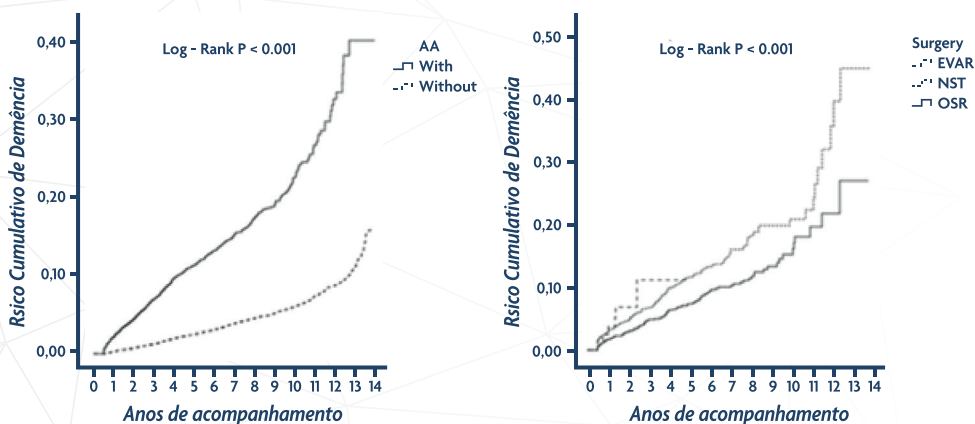 Log - Rank P < 0.001
AA
With
Without
0,40
0,30
0,20
0,10
0,00
Rsico Cumulativo de Demência
0 1 2 3 4 5 6 7 8 9 10 11 12 13 14
Anos de acompanhamento
Log - Rank P < 0.001
Surgery
EVAR
NST
OSR
0,50
0,40
0,30
0,20
0,10
0,00
Rsico Cumulativo de Demência
0 1 2 3 4 5 6 7 8 9 10 11 12 13 14
Anos de acompanhamento